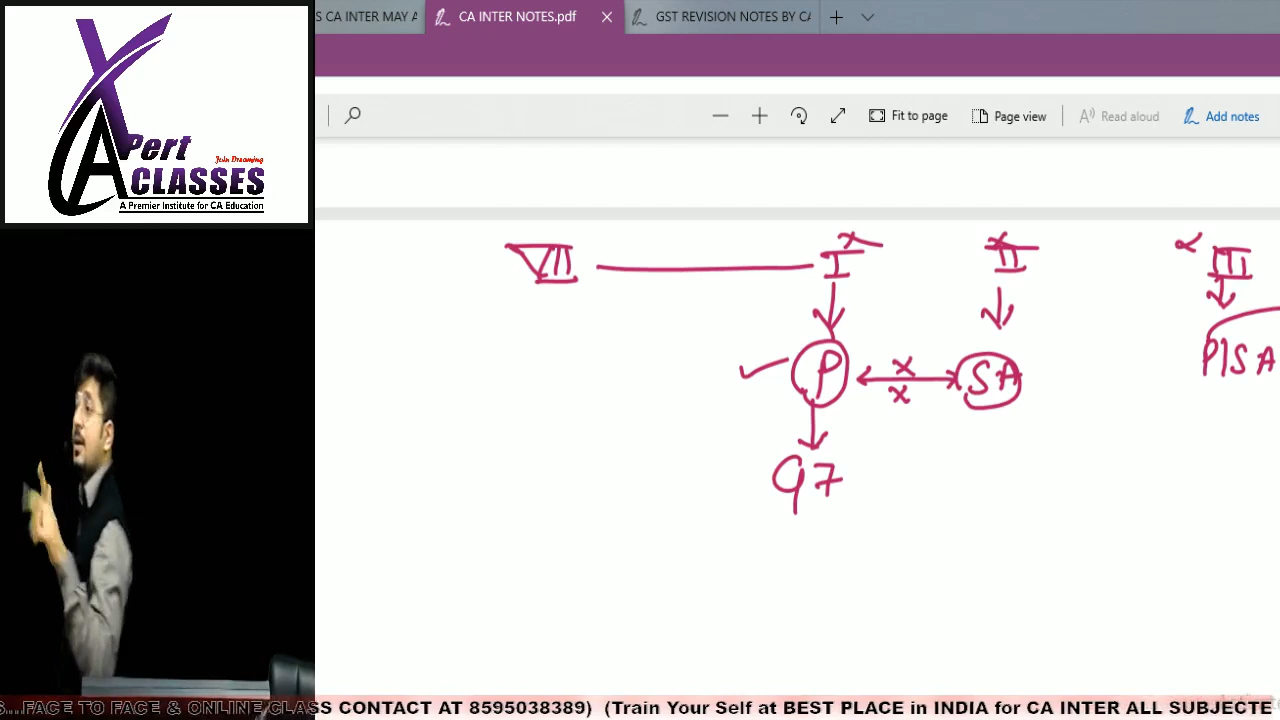 S CA INTER MAY A
CA INTER NOTES.pdf
GST REVISION NOTES BY CA
XPert
Join Dreaming
CLASSES
A Premier Institute for CA Education
Fit to page
Page view
Read aloud
Add notes
VII I II III
P x SA PISA
x
97
S...FACE TO FACE & ONLINE CLASS CONTACT AT 8595038389) (Train Your Self at BEST PLACE in INDIA for CA INTER ALL SUBJECTE